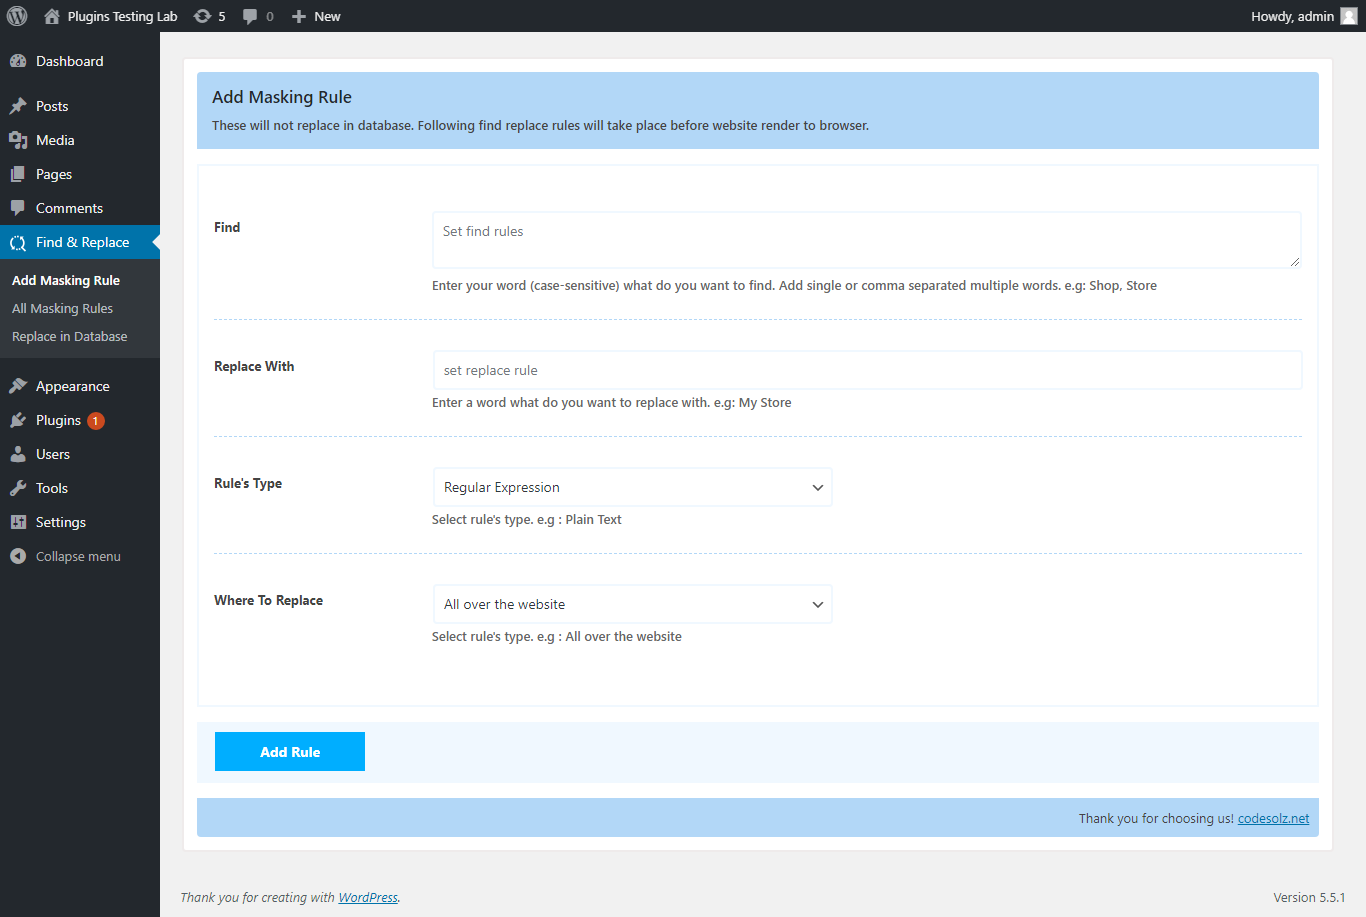 Plugins Testing Lab 5 0 New Howdy, admin
Dashboard
Posts
Media
Pages
Comments
Find & Replace
Add Masking Rule
All Masking Rules
Replace in Database
Appearance
Plugins 1
Users
Tools
Settings
Collapse menu
Add Masking Rule
These will not replace in database. Following find replace rules will take place before website render to browser.
Find
Set find rules
Enter your word (case-sensitive) what do you want to find. Add single or comma separated multiple words. e.g: Shop, Store
Replace With
set replace rule
Enter a word what do you want to replace with. e.g: My Store
Rule's Type
Regular Expression
Select rule's type. e.g : Plain Text
Where To Replace
All over the website
Select rule's type. e.g : All over the website
Add Rule
Thank you for choosing us! codesolz.net
Thank you for creating with WordPress.
Version 5.5.1